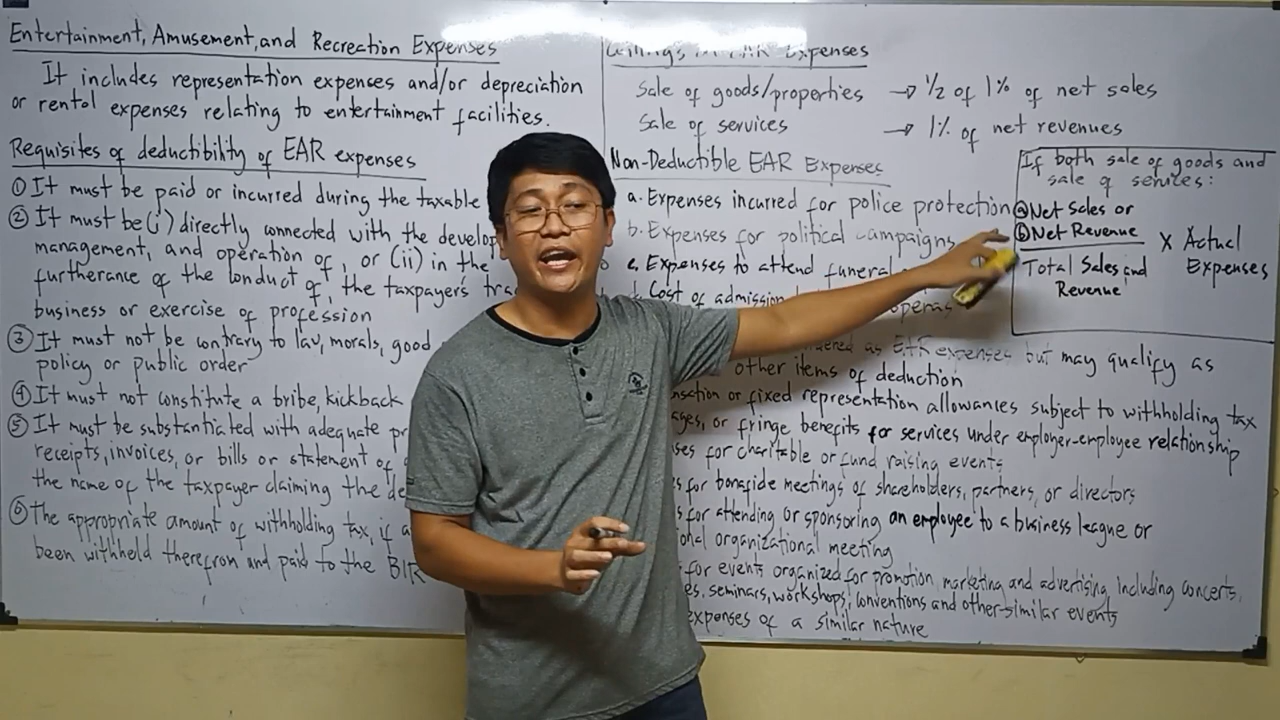 Entertainment, Amusement, and Recreation Expenses
It includes representation expenses and/or depreciation
or rental expenses relating to entertainment facilities.
Requisites of deductibility of EAR expenses
① It must be paid or incurred during the taxable
② It must be (i) directly connected with the develop
management, and operation of, or (ii) in the
furtherance of the conduct of, the taxpayer's tra
business or exercise of profession
③ It must not be contrary to law, morals, good
policy or public order
④ It must not constitute a bribe, kickback
⑤ It must be substantiated with adequate pr
receipts, invoices, or bills or statement of
the name of the taxpayer claiming the de
⑥ The appropriate amount of withholding tax, if a
been withheld therefrom and paid to the BIR
EAR Expenses
Sale of goods/properties → ½ of 1% of net sales
Sale of services → 1% of net revenues
Non-Deductible EAR Expenses
a. Expenses incurred for police protection
b. Expenses for political campaigns
c. Expenses to attend funeral
d. Cost of admission
operas
If both sale of goods and
sale of services:
ⓐ Net Sales or
ⓑ Net Revenue
Total Sales and
Revenue
X Actual
Expenses
as EAR expenses but may qualify as
other items of deduction
or fixed representation allowances subject to withholding tax
or fringe benefits for services under employer-employee relationship
for charitable or fund raising events
for bonafide meetings of shareholders, partners, or directors
for attending or sponsoring an employee to a business league or
organizational meeting
for events organized for promotion, marketing and advertising, including concerts,
seminars, workshops, conventions and other similar events
expenses of a similar nature